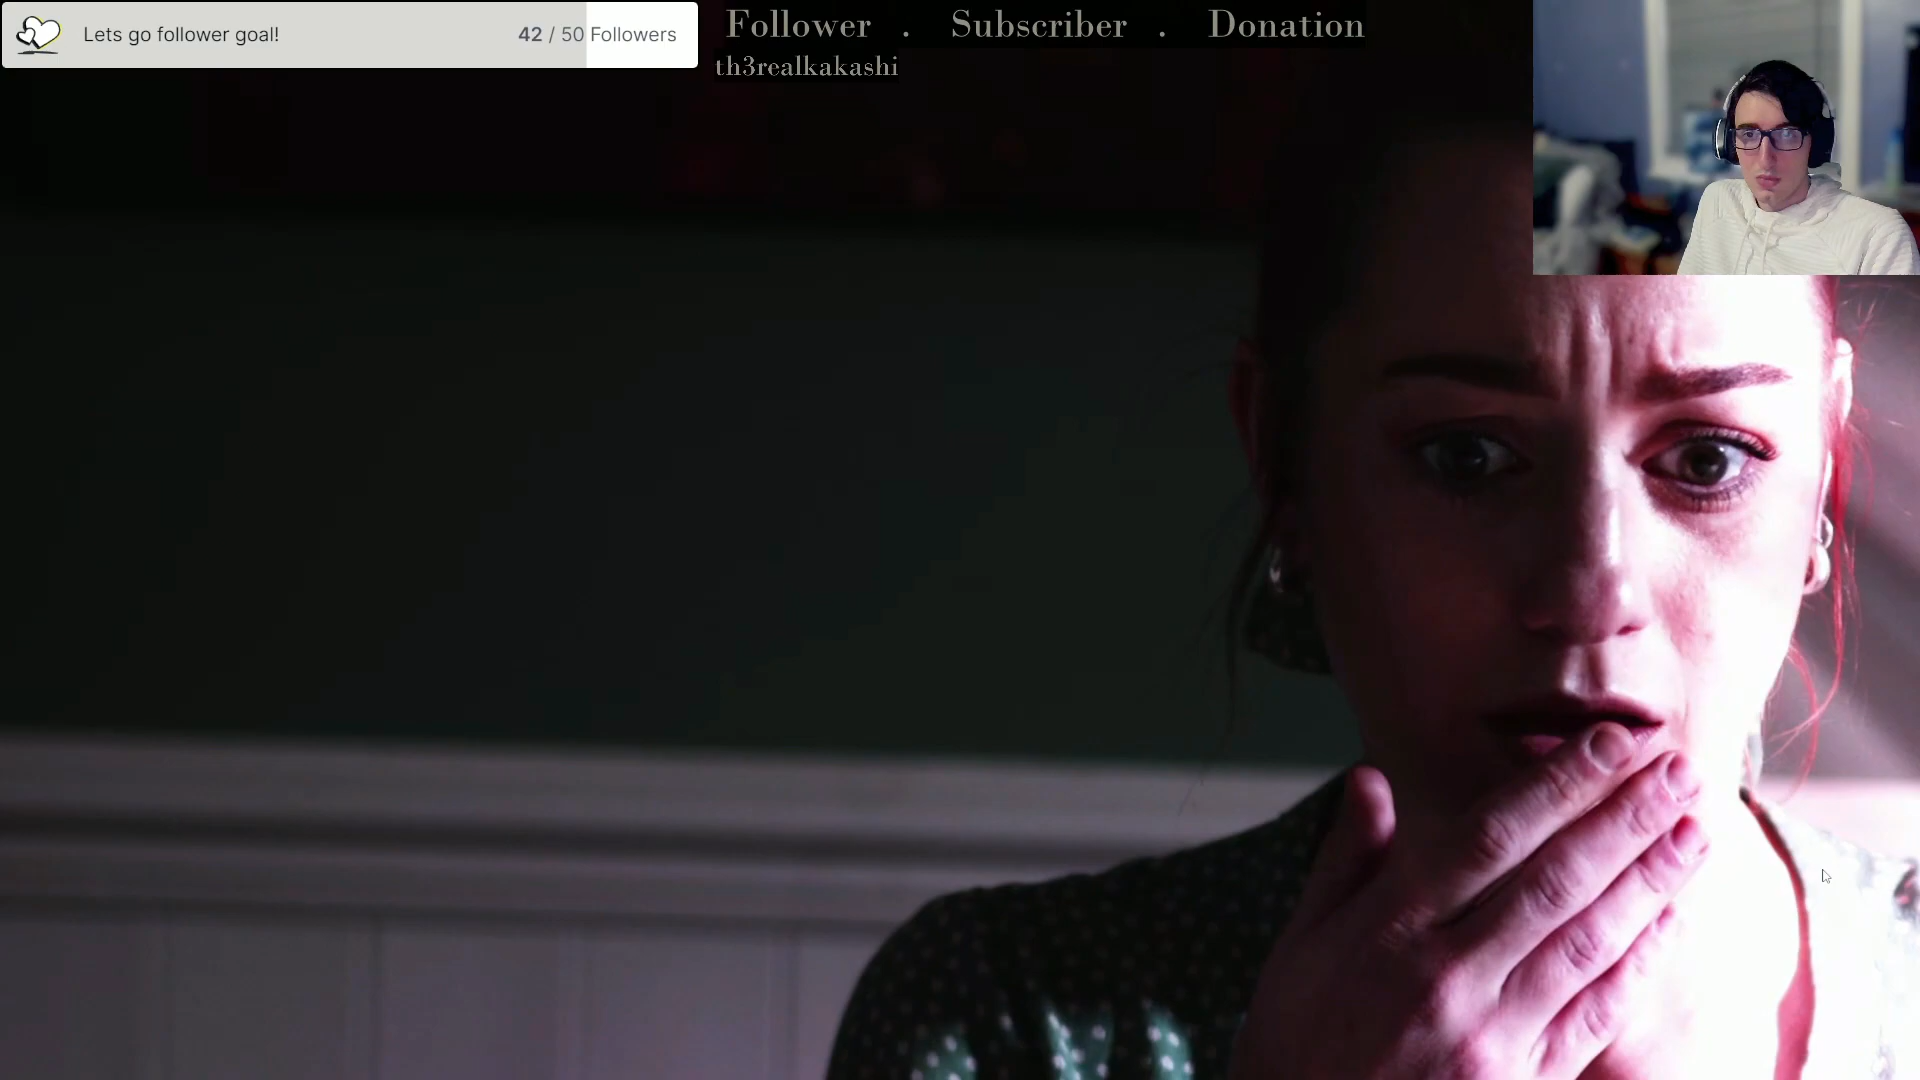 Lets go follower goal! 42 / 50 Followers
Follower . Subscriber . Donation
th3realkakashi